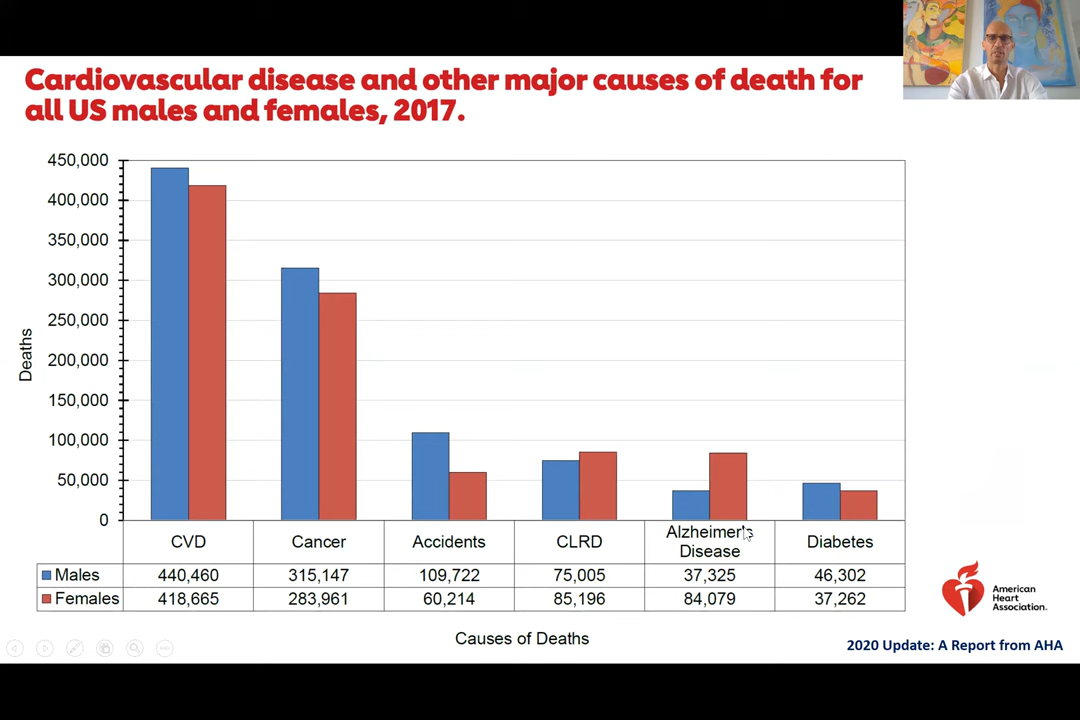 Cardiovascular disease and other major causes of death for
all US males and females, 2017.
450,000
400,000
350,000
300,000
250,000
200,000
150,000
100,000
50,000
0
Deaths
CVD Cancer Accidents CLRD Alzheimer's Disease Diabetes
Males 440,460 315,147 109,722 75,005 37,325 46,302
Females 418,665 283,961 60,214 85,196 84,079 37,262
Causes of Deaths
American
Heart
Association.
2020 Update: A Report from AHA